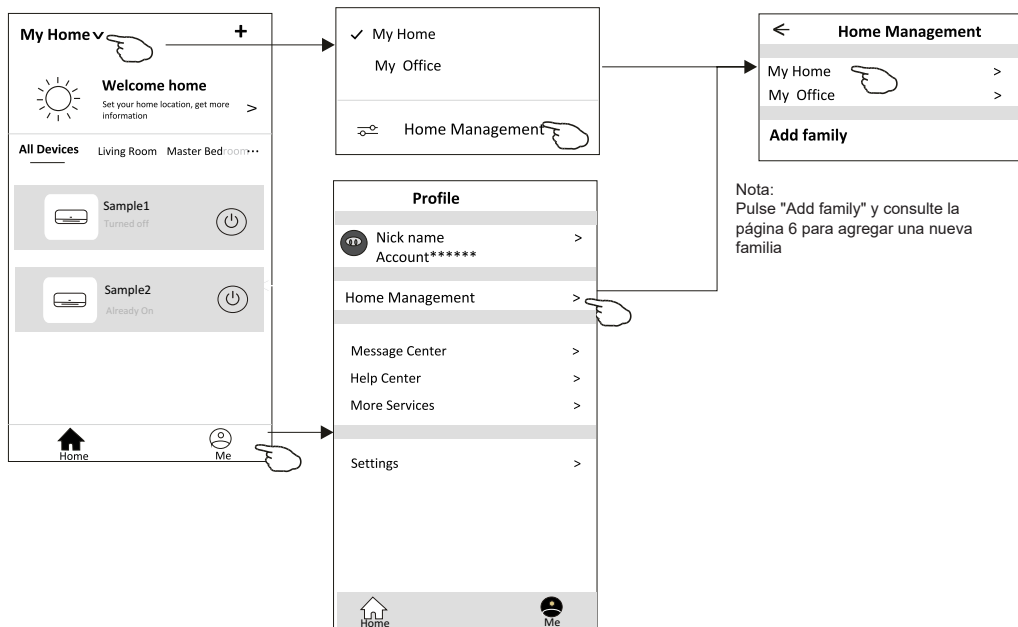 My Home
+
Welcome home
Set your home location, get more
information
>
All Devices Living Room Master Bedroom...
Sample1
Turned off
Sample2
Already On
Home
Me
✓ My Home
My Office
Home Management
Profile
Nick name >
Account******
Home Management >
Message Center >
Help Center >
More Services >
Settings >
Home
Me
← Home Management
My Home >
My Office >
Add family
Nota:
Pulse "Add family" y consulte la
página 6 para agregar una nueva
familia